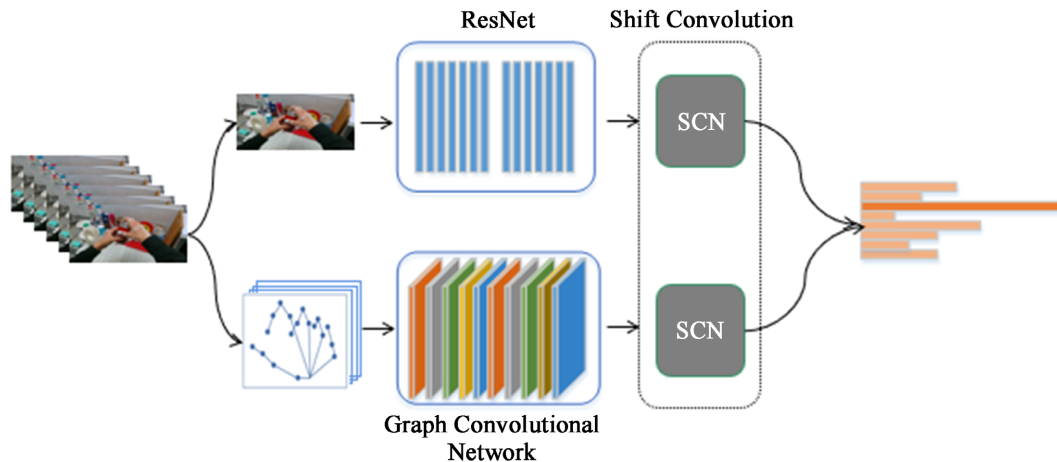 ResNet
Shift Convolution
SCN
SCN
Graph Convolutional
Network